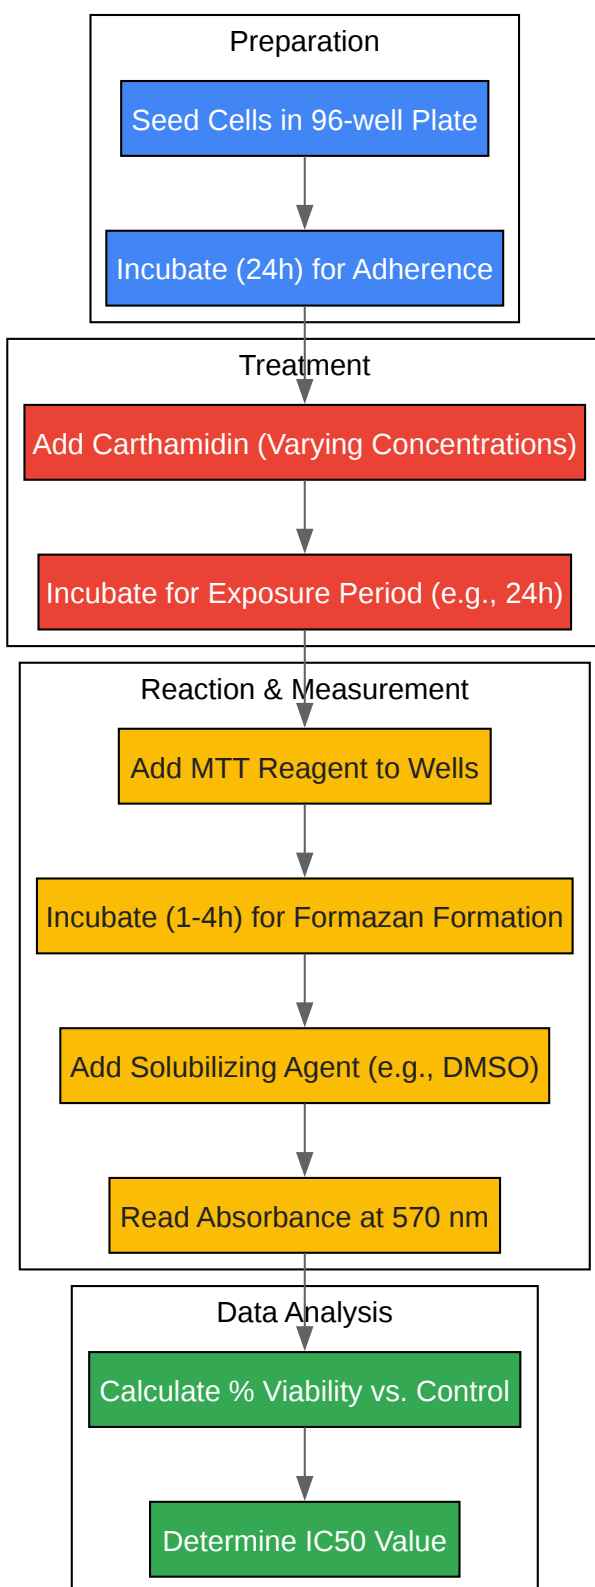 Preparation
Seed Cells in 96-well Plate
Incubate (24h) for Adherence
Treatment
Add Carthamidin (Varying Concentrations)
Incubate for Exposure Period (e.g., 24h)
Reaction & Measurement
Add MTT Reagent to Wells
Incubate (1-4h) for Formazan Formation
Add Solubilizing Agent (e.g., DMSO)
Read Absorbance at 570 nm
Data Analysis
Calculate % Viability vs. Control
Determine IC50 Value